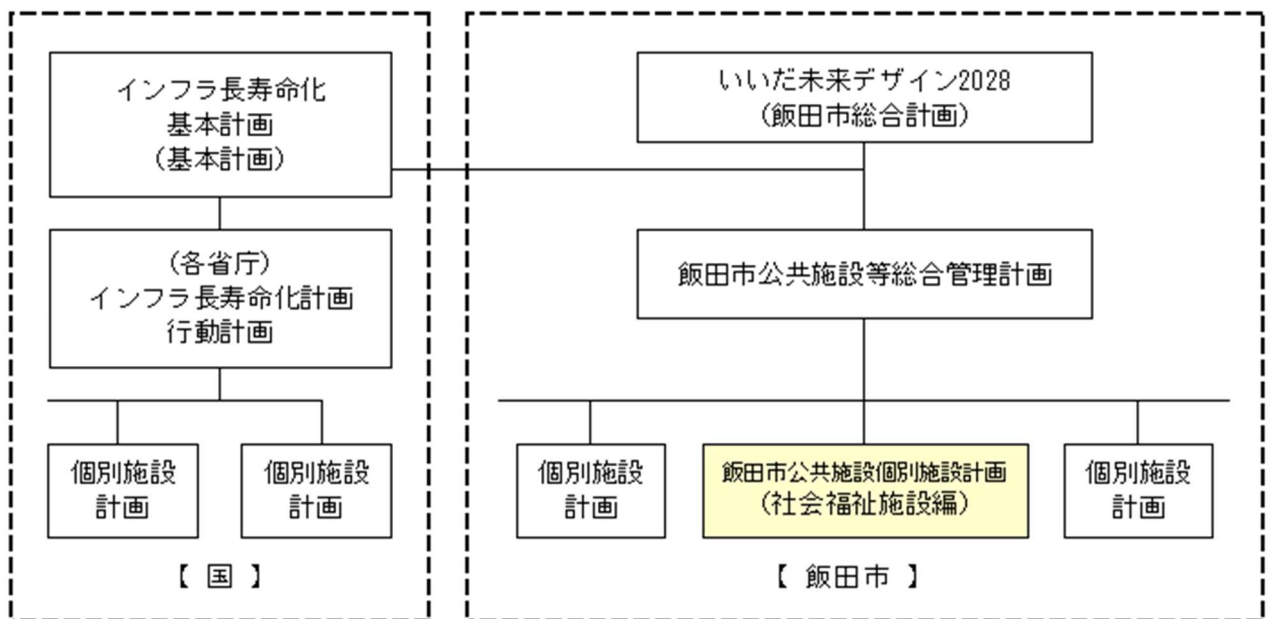 インフラ長寿命化
基本計画
(基本計画)
(各省庁)
インフラ長寿命化計画
行動計画
個別施設
計画
個別施設
計画
【 国 】
いいだ未来デザイン2028
(飯田市総合計画)
飯田市公共施設等総合管理計画
個別施設
計画
飯田市公共施設個別施設計画
(社会福祉施設編)
個別施設
計画
【 飯田市 】